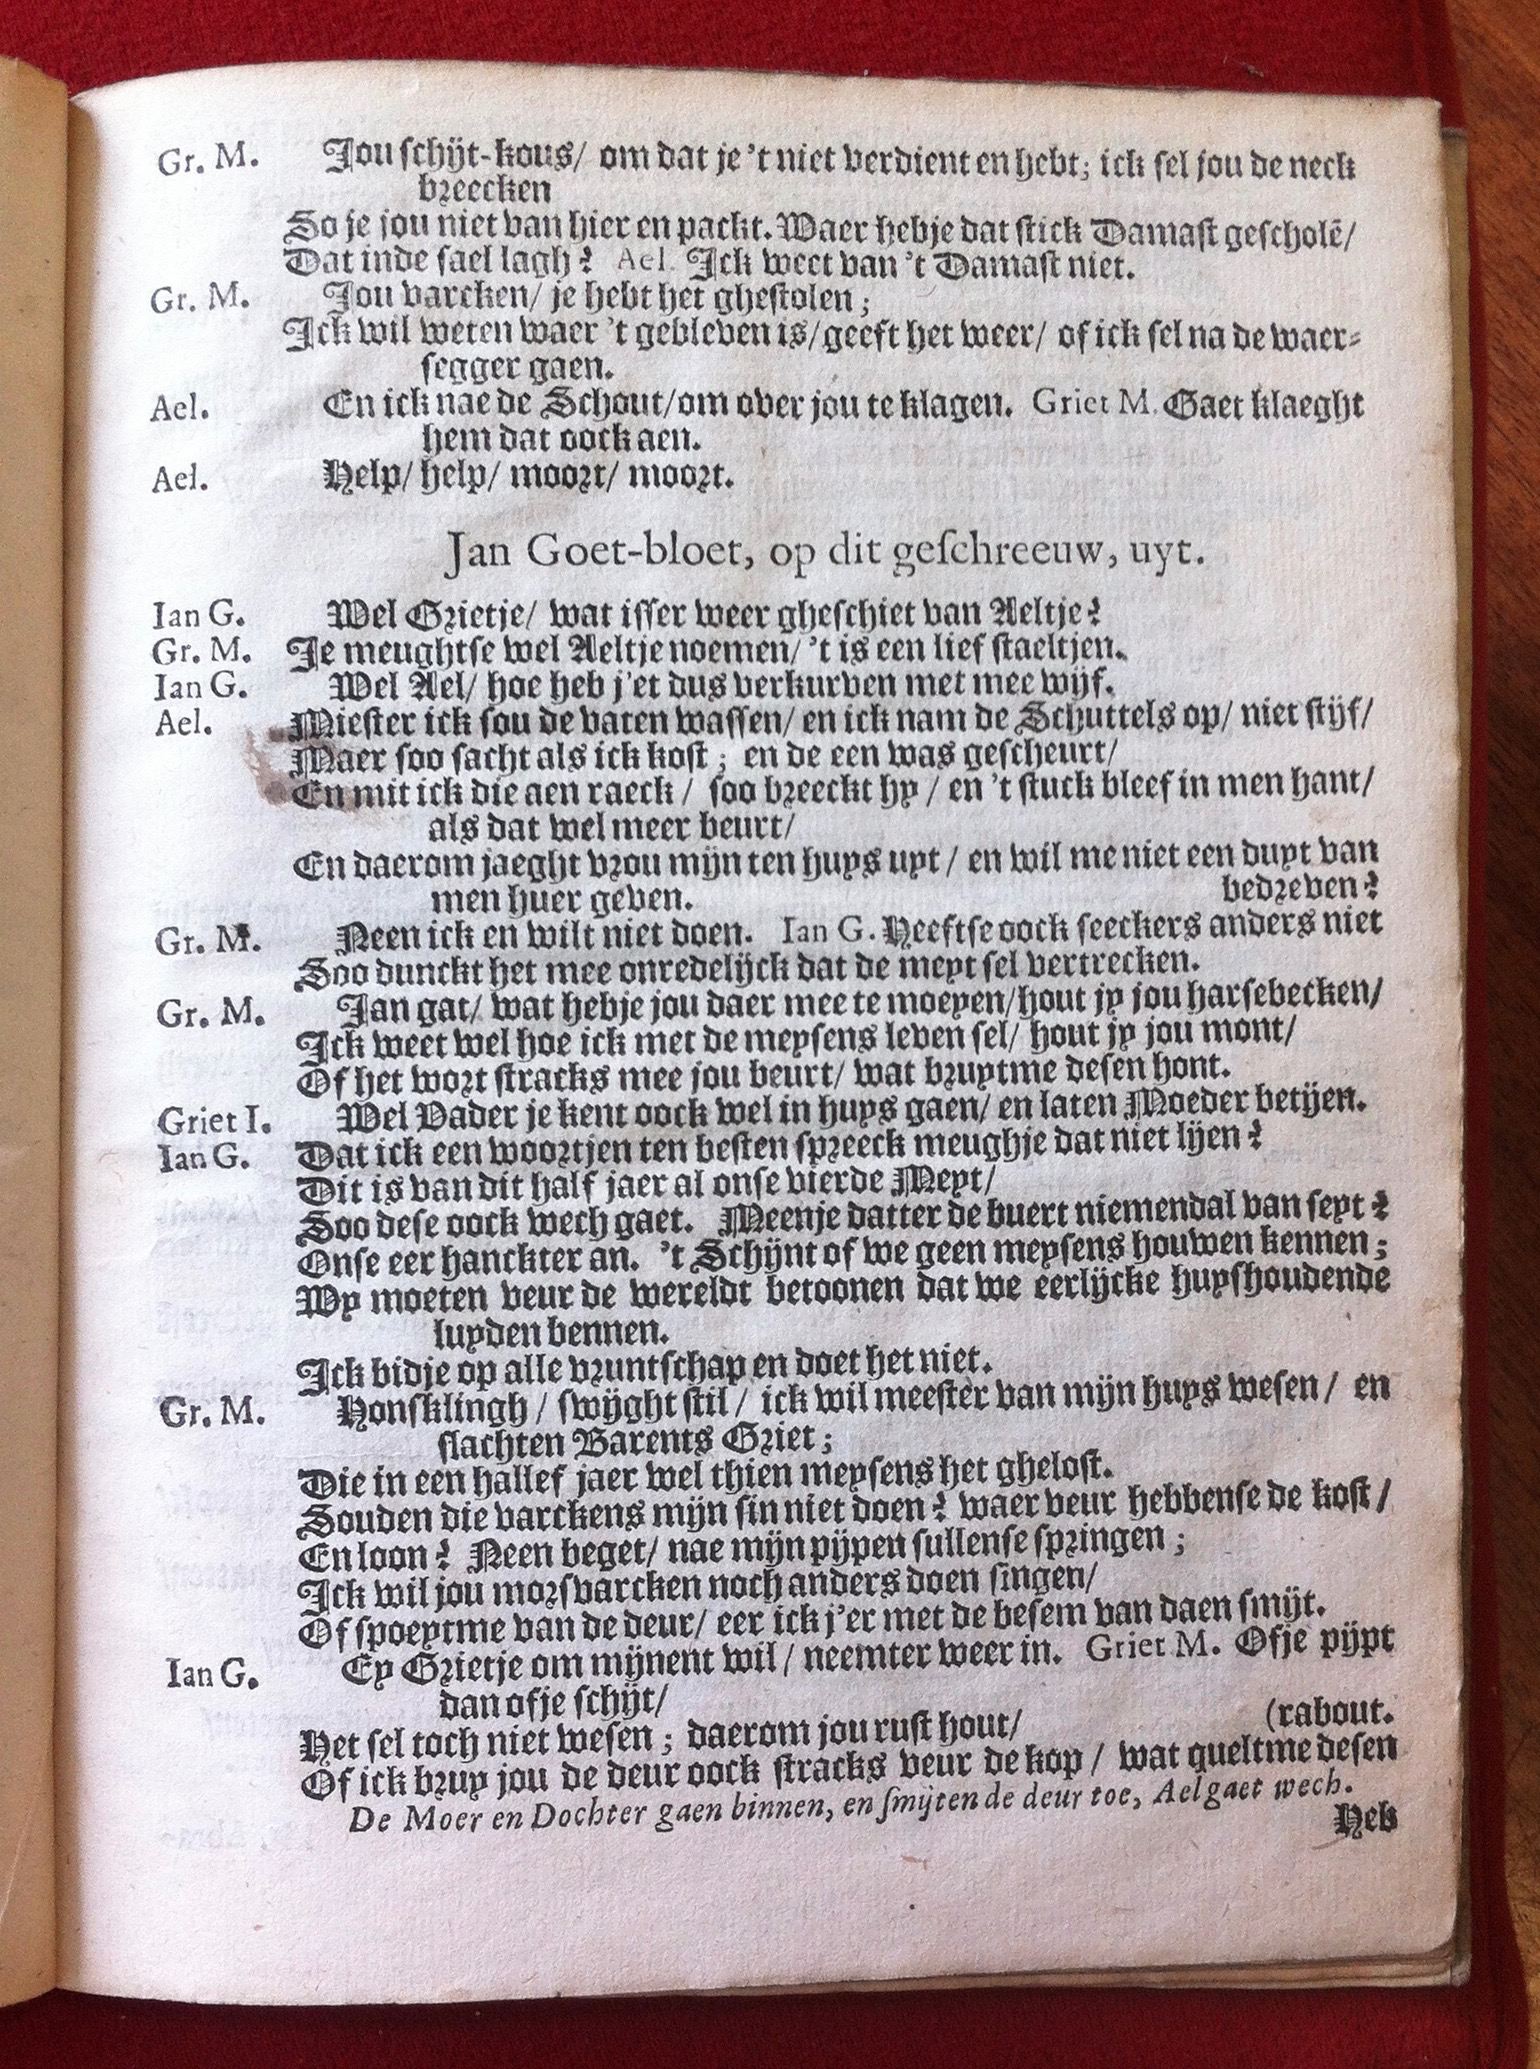 Gr. M. Jou schijt-kous/ om dat je 't niet verdient en hebt; ick sel jou de neck
breecken
So je jou niet van hier en packt. Waer hebje dat stick Damast gescholẽ/
Dat inde sael lagh? Ael. Ick weet van 't Damast niet.
Gr. M. Jou varcken/ je hebt het ghestolen;
Ick wil weten waer 't gebleven is/ geeft het weer/ of ick sel na de waer-
segger gaen.
Ael. En ick nae de Schout/ om over jou te klagen. Griet M. Gaet klaeght
hem dat oock aen.
Ael. Help/ help/ moort/ moort.
Jan Goet-bloet, op dit geschreeuw, uyt.
Ian G. Wel Grietje/ wat isser weer gheschiet van Aeltje?
Gr. M. Je meughtse wel Aeltje noemen/ 't is een lief staeltjen.
Ian G. Wel Ael/ hoe heb j'et dus verkurven met mee wijf.
Ael. Miester ick sou de vaten wassen/ en ick nam de Schuttels op/ niet stijf/
Maer soo sacht als ick kost; en de een was gescheurt/
En mit ick die aen raeck/ soo breeckt hy/ en 't stuck bleef in men hant/
als dat wel meer beurt/
En daerom jaeght vrou mijn ten huys uyt/ en wil me niet een duyt van
men huer geven. bedreven?
Gr. M. Neen ick en wilt niet doen. Ian G. Heeftse oock seeckers anders niet
Soo dunckt het mee onredelijck dat de meyt sel vertrecken.
Gr. M. Jan gat/ wat hebje jou daer mee te moeyen/ hout jy jou harsebecken/
Ick weet wel hoe ick met de meysens leven sel/ hout jy jou mont/
Of het wort stracks mee jou beurt/ wat bruytme desen hont.
Griet I. Wel Vader je kent oock wel in huys gaen/ en laten Moeder betijen.
Ian G. Dat ick een woortjen ten besten spreeck meughje dat niet lijen?
Dit is van dit half jaer al onse vierde Meyt/
Soo dese oock wech gaet. Meenje datter de buert niemendal van seyt?
Onse eer hanckter an. 't Schijnt of we geen meysens houwen kennen;
Wy moeten veur de wereldt betoonen dat we eerlijcke huyshoudende
luyden bennen.
Ick bidje op alle vruntschap en doet het niet.
Gr. M. Honsklingh/ swijght stil/ ick wil meester van mijn huys wesen/ en
slachten Barents Griet;
Die in een hallef jaer wel thien meysens het ghelost.
Souden die varckens mijn sin niet doen? waer veur hebbense de kost/
En loon? Neen beget/ nae mijn pijpen sullense springen;
Ick wil jou morsvarcken noch anders doen singen/
Of spoeytme van de deur/ eer ick j'er met de besem van daen smijt.
Ian G. Ey Grietje om mijnent wil/ neemter weer in. Griet M. Ofje pijpt
dan ofje schijt/
Het sel toch niet wesen; daerom jou rust hout/ (rabout.
Of ick bruy jou de deur oock stracks veur de kop/ wat queltme desen
De Moer en Dochter gaen binnen, en smijten de deur toe, Ael gaet wech.
Heb